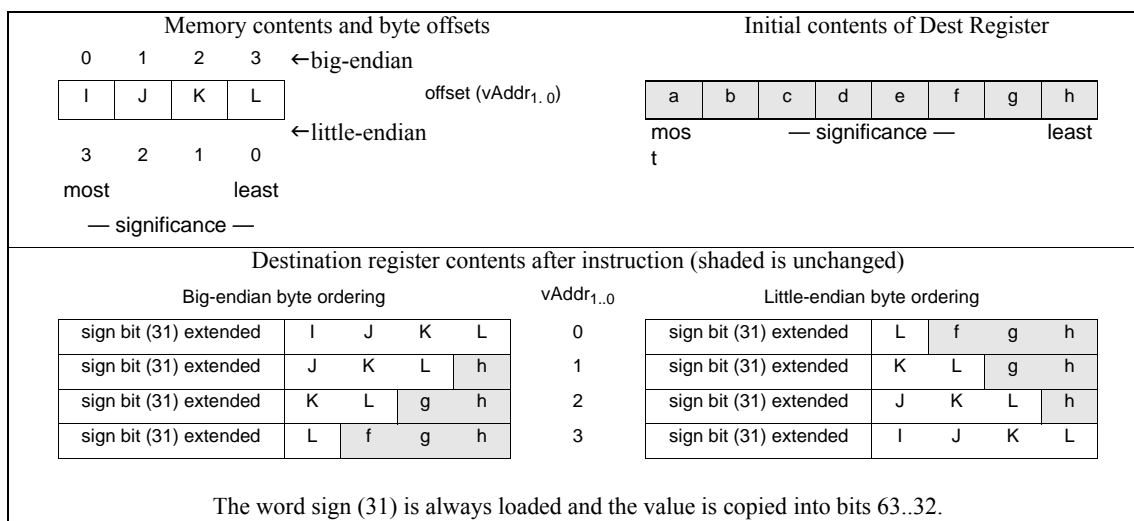 Memory contents and byte offsets
0 1 2 3 ←big-endian
I J K L offset (vAddr1. 0)
←little-endian
3 2 1 0
most least
— significance —
Initial contents of Dest Register
a b c d e f g h
mos — significance — least
t
Destination register contents after instruction (shaded is unchanged)
Big-endian byte ordering vAddr1..0 Little-endian byte ordering
sign bit (31) extended I J K L 0 sign bit (31) extended L f g h
sign bit (31) extended J K L h 1 sign bit (31) extended K L g h
sign bit (31) extended K L g h 2 sign bit (31) extended J K L h
sign bit (31) extended L f g h 3 sign bit (31) extended I J K L
The word sign (31) is always loaded and the value is copied into bits 63..32.